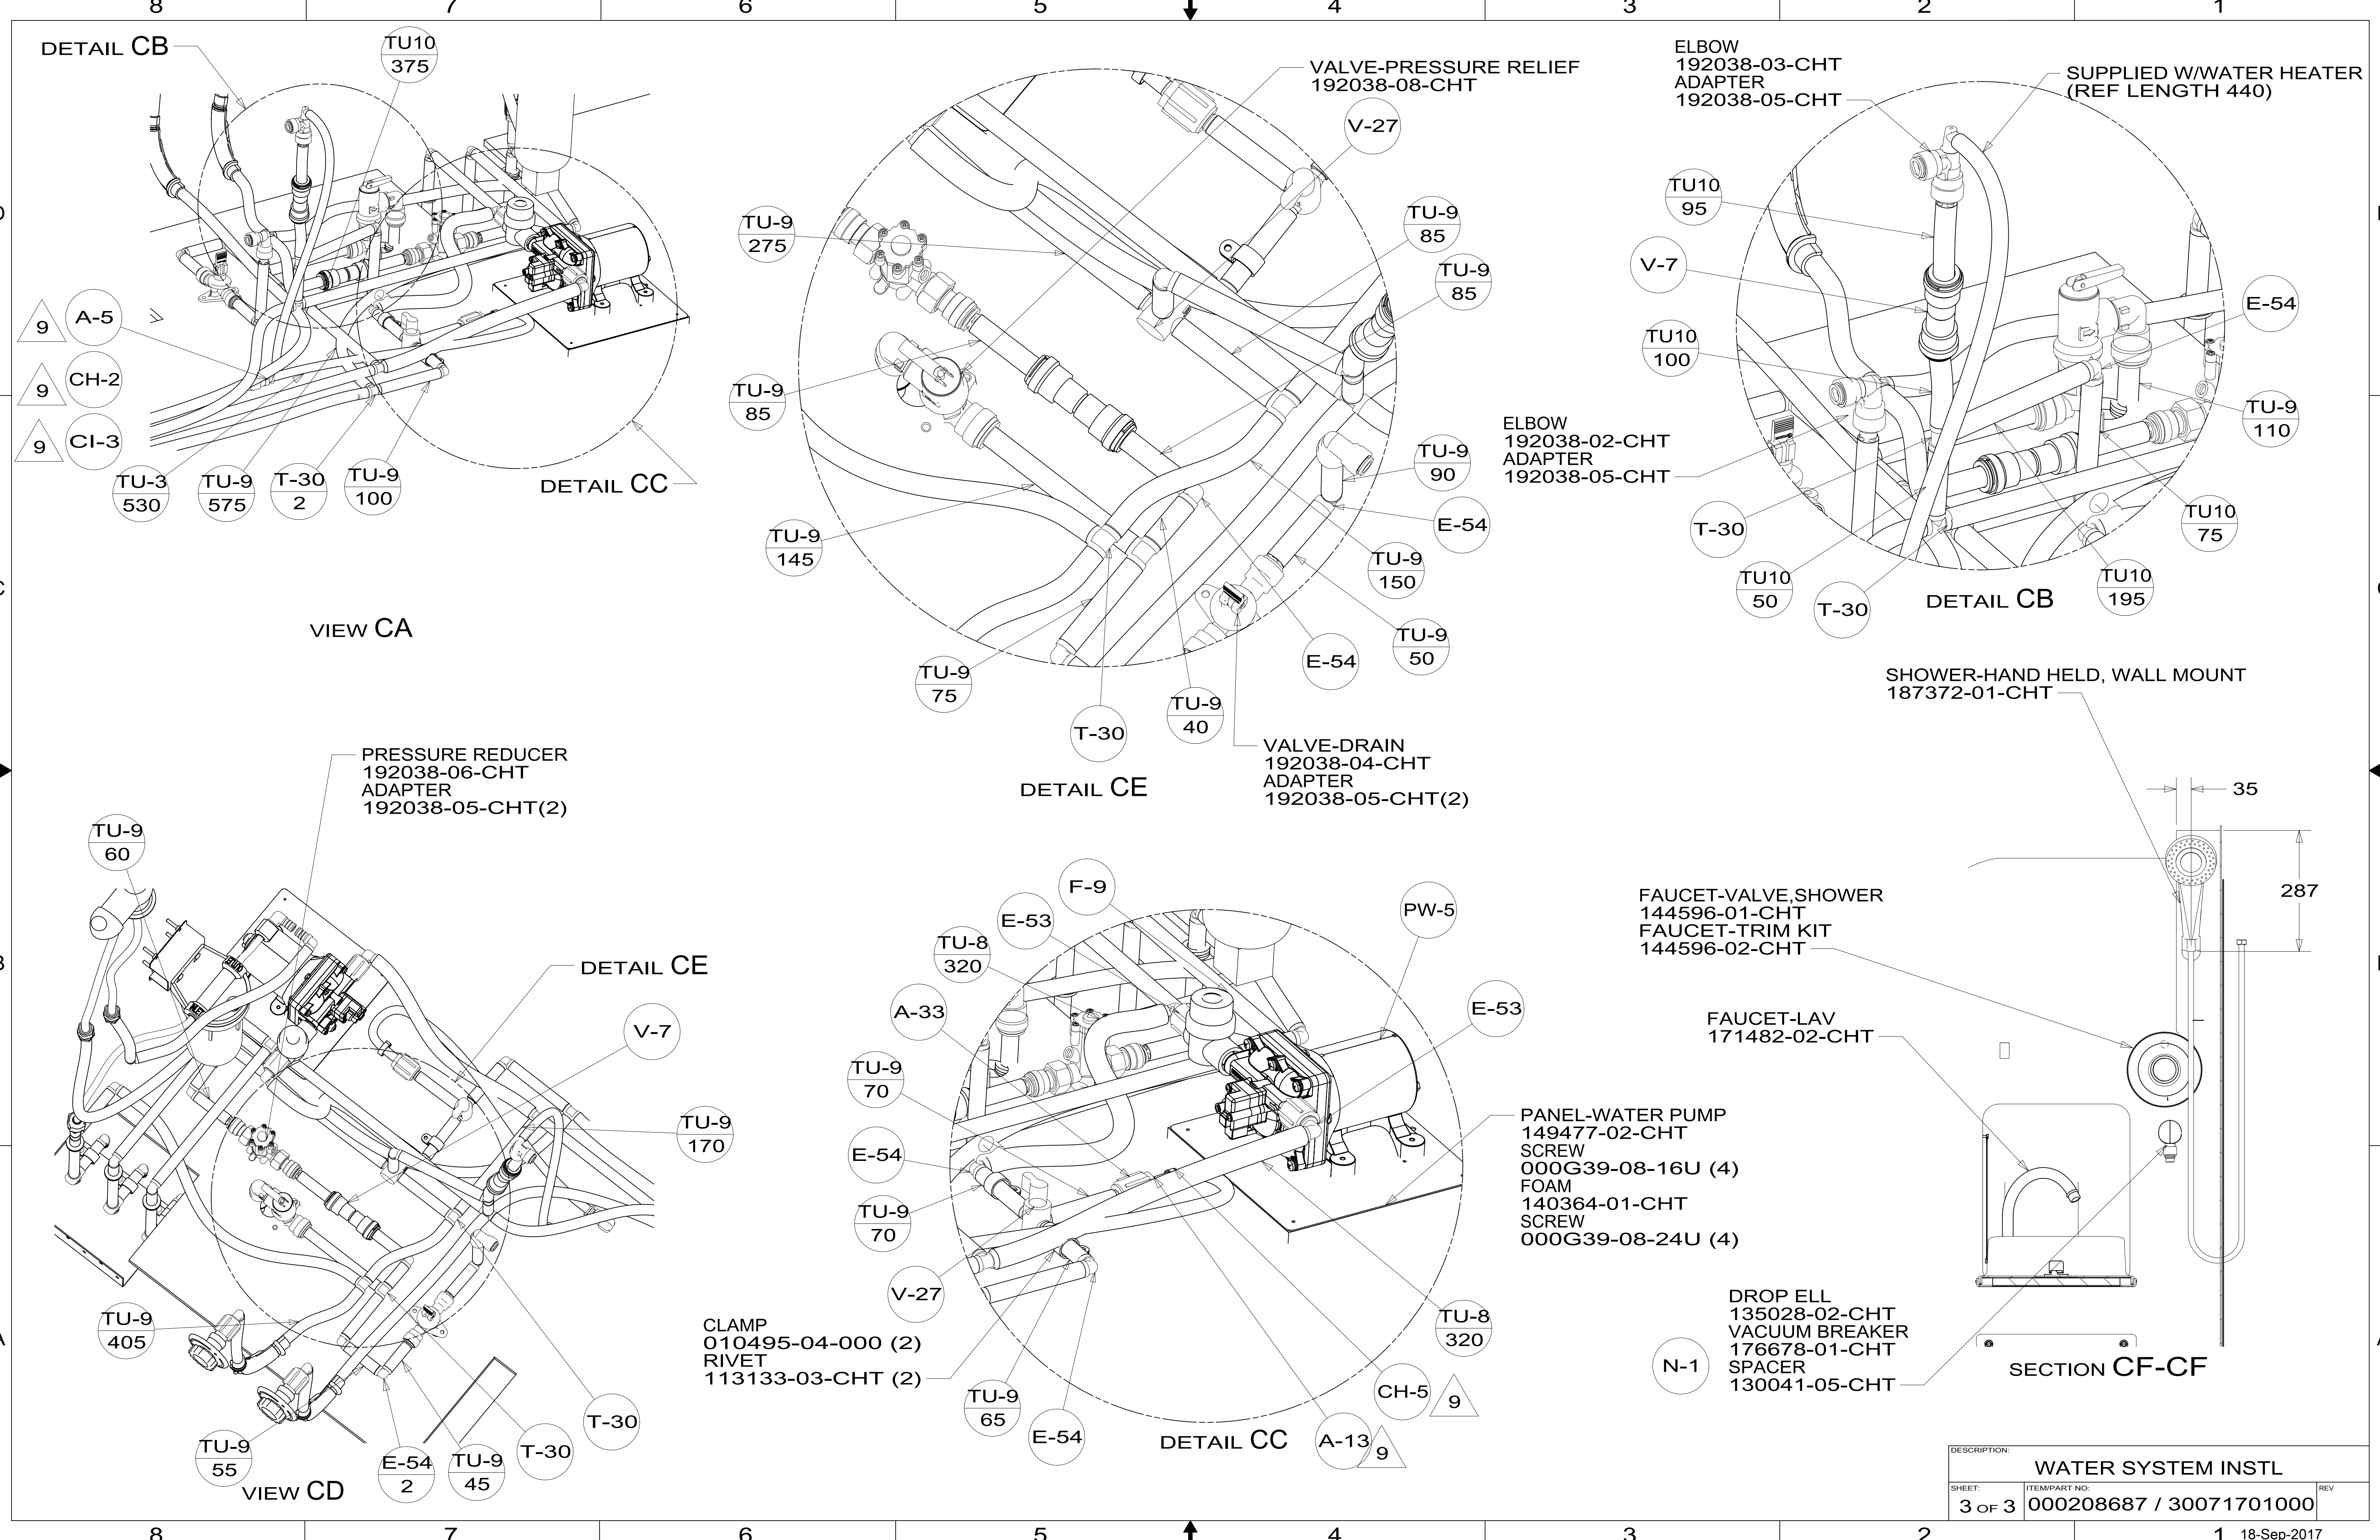 8
7
6
5
4
3
2
1
DETAIL CB
TU10
375
9
A-5
9
CH-2
9
CI-3
TU-3
530
TU-9
575
T-30
2
TU-9
100
DETAIL CC
VIEW CA
VALVE-PRESSURE RELIEF
192038-08-CHT
V-27
TU-9
275
TU-9
85
TU-9
85
TU-9
85
TU-9
90
E-54
TU-9
145
TU-9
150
TU-9
50
E-54
TU-9
75
TU-9
40
T-30
VALVE-DRAIN
192038-04-CHT
ADAPTER
192038-05-CHT(2)
DETAIL CE
ELBOW
192038-03-CHT
ADAPTER
192038-05-CHT
SUPPLIED W/WATER HEATER
(REF LENGTH 440)
TU10
95
V-7
E-54
TU10
100
TU-9
110
ELBOW
192038-02-CHT
ADAPTER
192038-05-CHT
T-30
TU10
75
TU10
50
T-30
TU10
195
DETAIL CB
PRESSURE REDUCER
192038-06-CHT
ADAPTER
192038-05-CHT(2)
TU-9
60
DETAIL CE
V-7
TU-9
170
TU-9
405
TU-9
55
E-54
2
TU-9
45
T-30
T-30
VIEW CD
F-9
E-53
PW-5
TU-8
320
A-33
E-53
TU-9
70
E-54
TU-9
70
V-27
PANEL-WATER PUMP
149477-02-CHT
SCREW
000G39-08-16U (4)
FOAM
140364-01-CHT
SCREW
000G39-08-24U (4)
CLAMP
010495-04-000 (2)
RIVET
113133-03-CHT (2)
TU-9
65
E-54
TU-8
320
CH-5
9
A-13
9
DETAIL CC
SHOWER-HAND HELD, WALL MOUNT
187372-01-CHT
35
287
FAUCET-VALVE,SHOWER
144596-01-CHT
FAUCET-TRIM KIT
144596-02-CHT
FAUCET-LAV
171482-02-CHT
N-1
DROP ELL
135028-02-CHT
VACUUM BREAKER
176678-01-CHT
SPACER
130041-05-CHT
SECTION CF-CF
DESCRIPTION:
WATER SYSTEM INSTL
SHEET:
3 OF 3
ITEM/PART NO:
000208687 / 30071701000
REV
8
7
6
5
4
3
2
1
18-Sep-2017